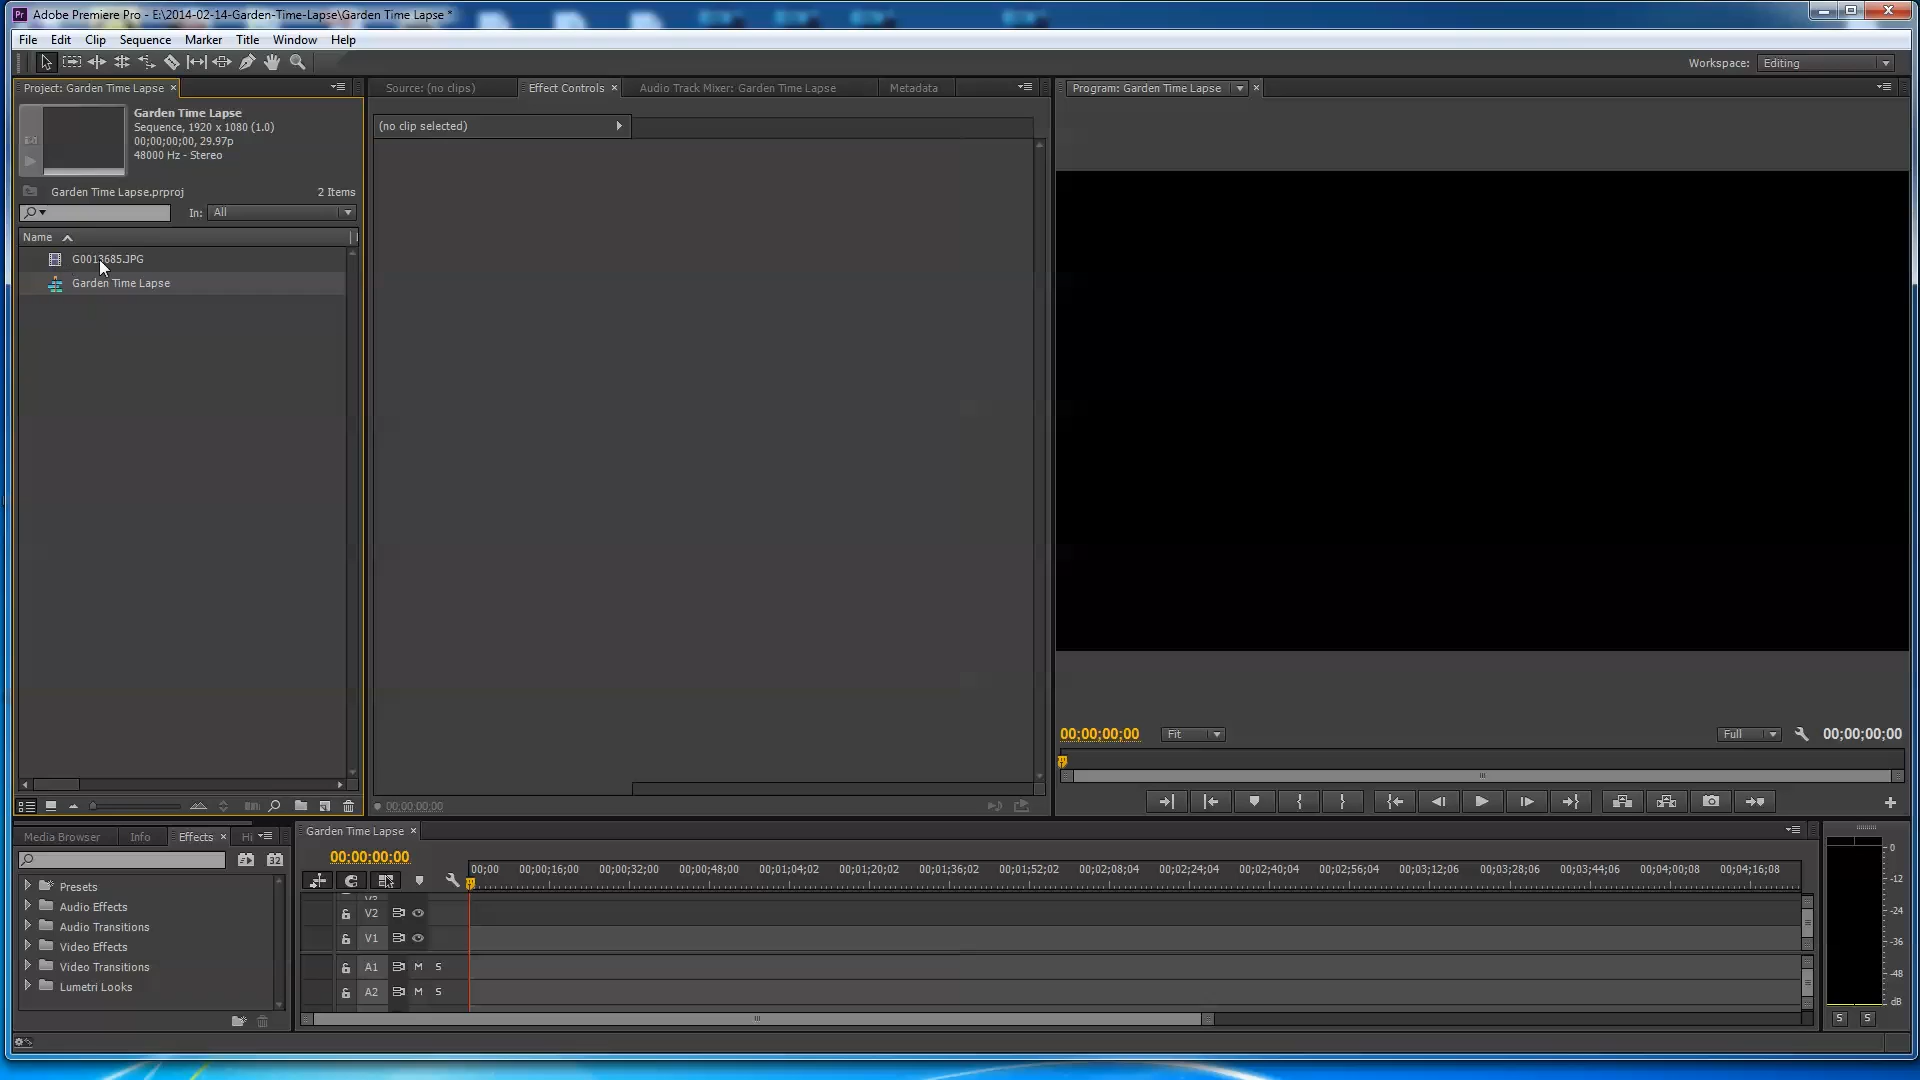 Adobe Premiere Pro - E:\2014-02-14-Garden-Time-Lapse\Garden Time Lapse *
File Edit Clip Sequence Marker Title Window Help
Workspace: Editing
Project: Garden Time Lapse
Source: (no clips) Effect Controls Audio Track Mixer: Garden Time Lapse Metadata
Program: Garden Time Lapse
Garden Time Lapse
Sequence, 1920 x 1080 (1.0)
00;00;00;00, 29.97p
48000 Hz - Stereo
(no clip selected)
Garden Time Lapse.prproj 2 Items
In: All
Name
G0013685.JPG
Garden Time Lapse
00;00;00;00 Fit Full 00;00;00;00
00;00;00;00
Media Browser Info Effects Hi
Garden Time Lapse
00;00;00;00
00;00 00;00;16;00 00;00;32;00 00;00;48;00 00;01;04;02 00;01;20;02 00;01;36;02 00;01;52;02 00;02;08;04 00;02;24;04 00;02;40;04 00;02;56;04 00;03;12;06 00;03;28;06 00;03;44;06 00;04;00;08 00;04;16;08
32
Presets
Audio Effects
Audio Transitions
Video Effects
Video Transitions
Lumetri Looks
V3
V2
V1
A1 M S
A2 M S
0
-12
-24
-36
-48
dB
S S